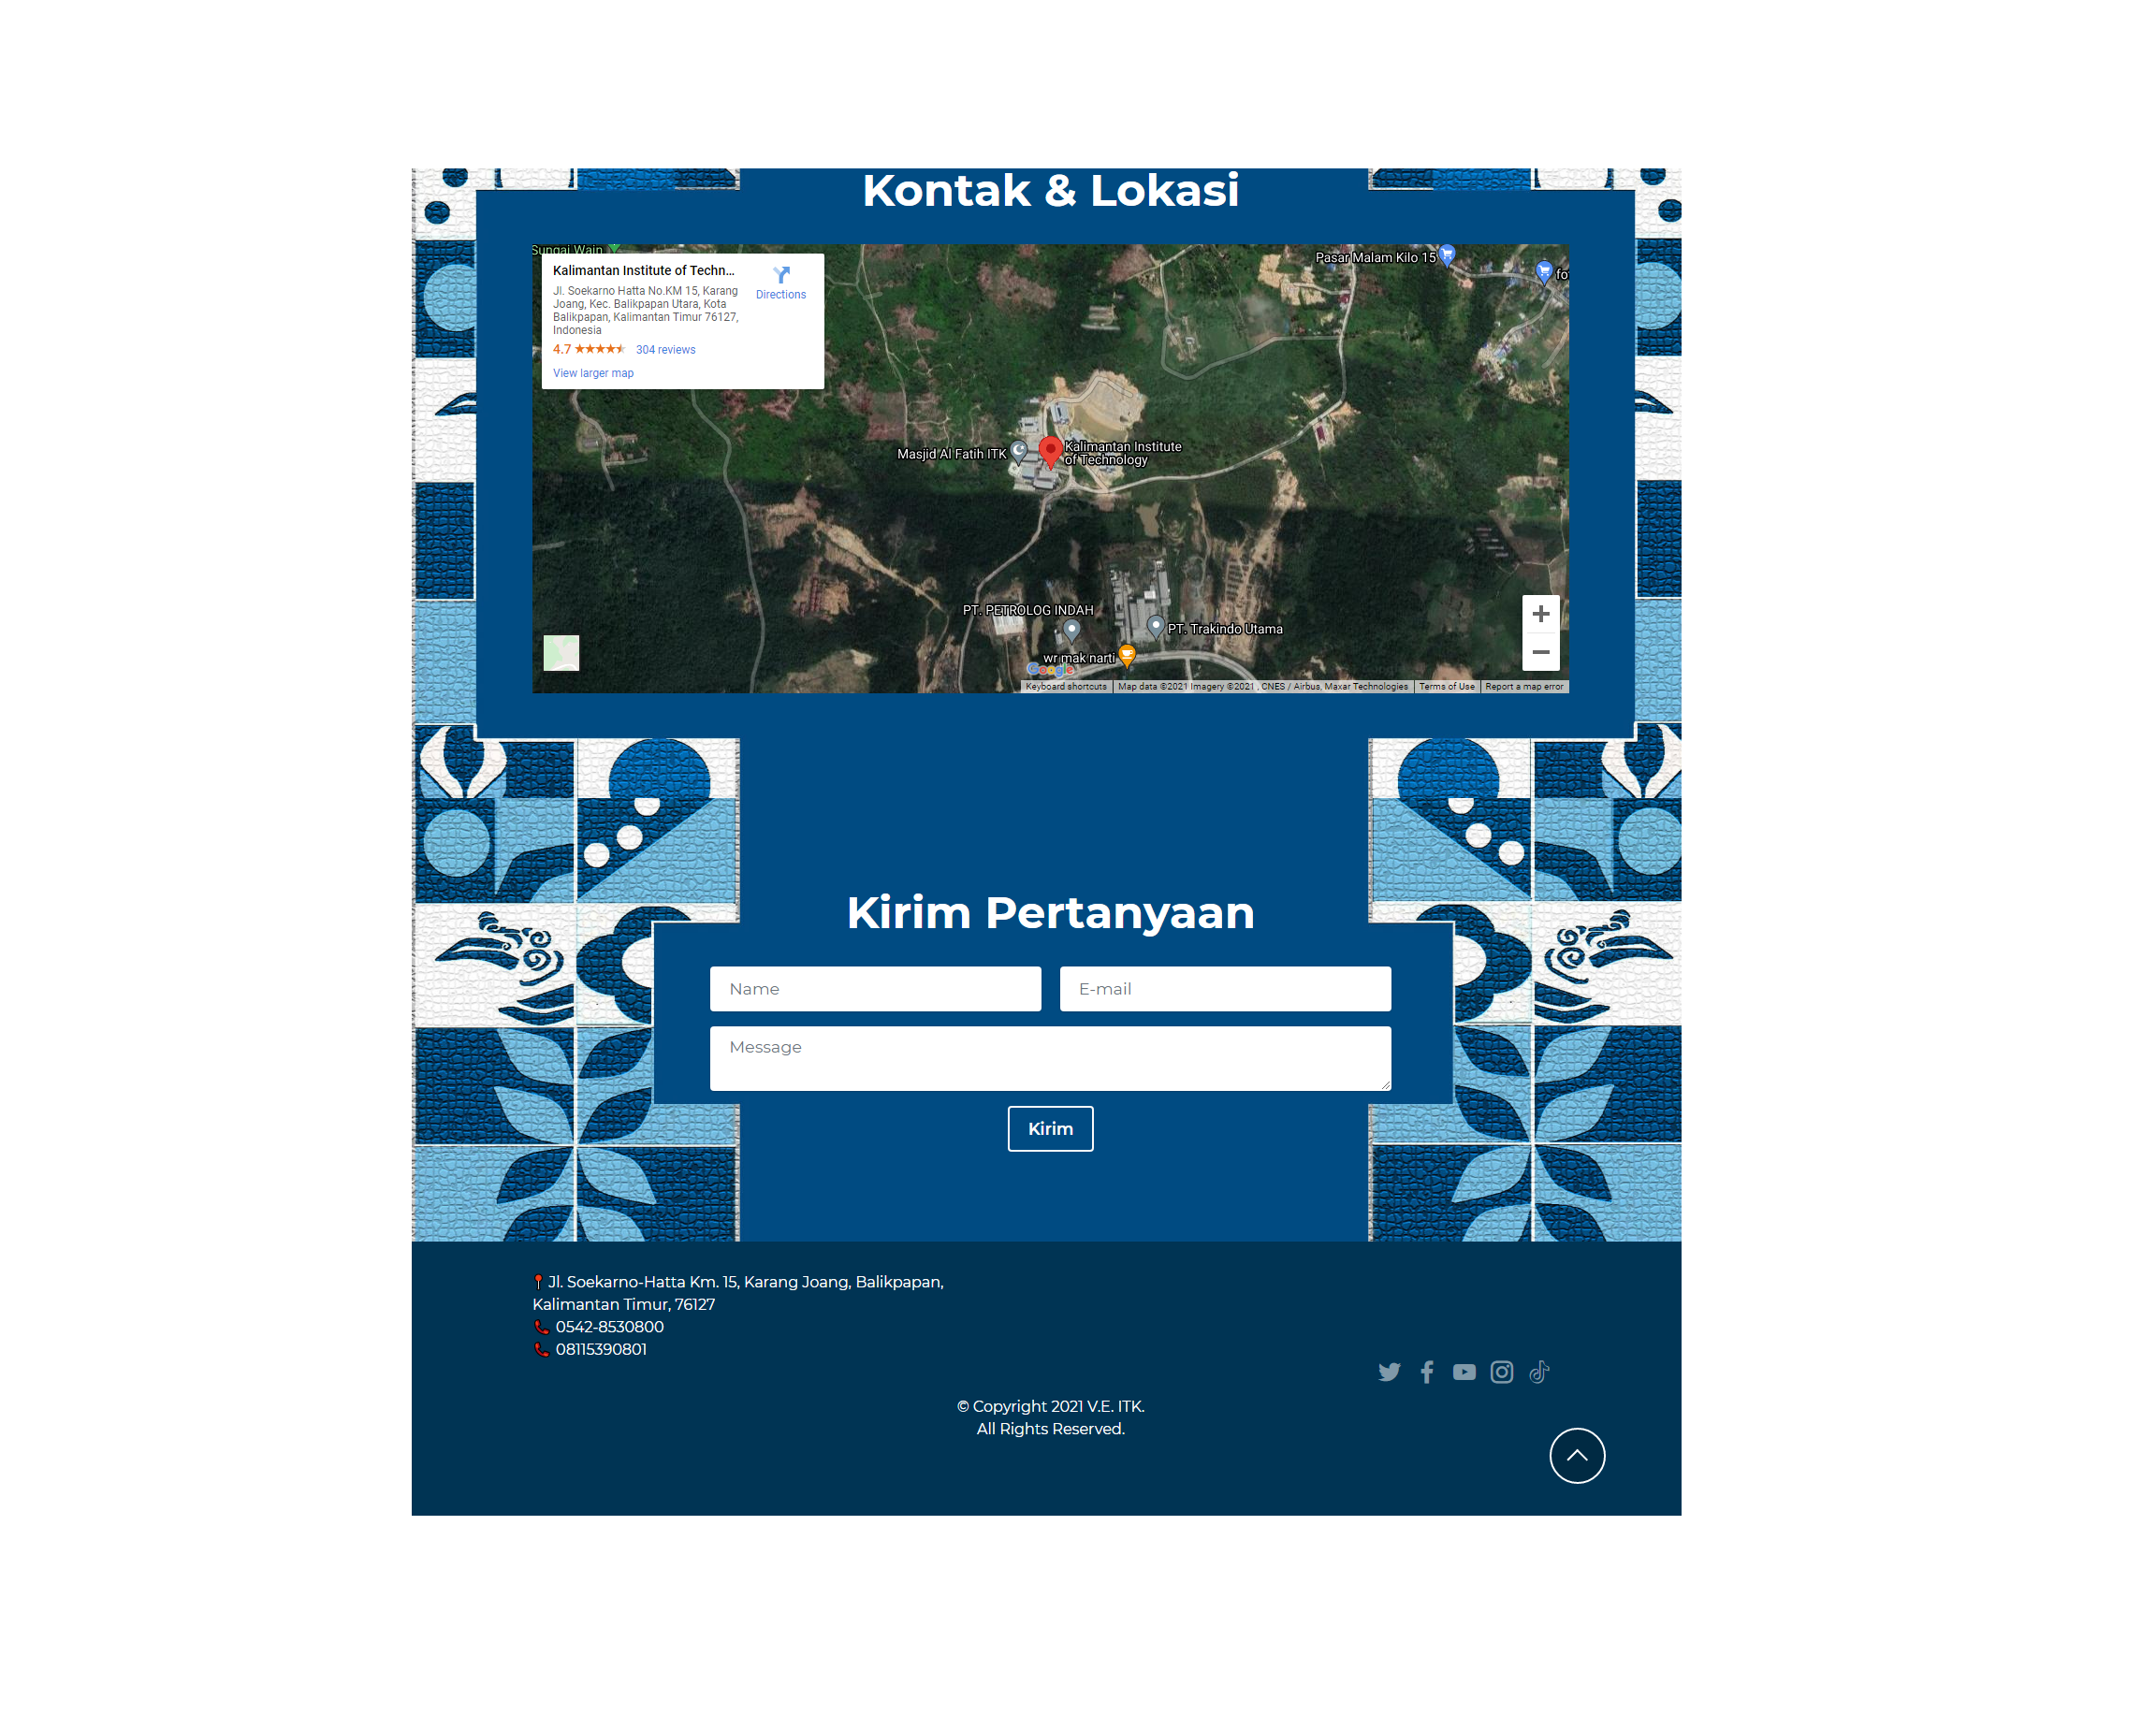 Kontak & Lokasi
Sungai Wain
Kalimantan Institute of Techn...
Directions
Jl. Soekarno Hatta No.KM 15, Karang
Joang, Kec. Balikpapan Utara, Kota
Balikpapan, Kalimantan Timur 76127,
Indonesia
4.7 304 reviews
View larger map
Pasar Malam Kilo 15
Masjid Al Fatih ITK
Kalimantan Institute
of Technology
PT. PETROLOG INDAH
PT. Trakindo Utama
wr mak narti
Google
Keyboard shortcuts Map data ©2021 Imagery ©2021 , CNES / Airbus, Maxar Technologies Terms of Use Report a map error
Kirim Pertanyaan
Name
E-mail
Message
Kirim
Jl. Soekarno-Hatta Km. 15, Karang Joang, Balikpapan,
Kalimantan Timur, 76127
0542-8530800
08115390801
© Copyright 2021 V.E. ITK.
All Rights Reserved.